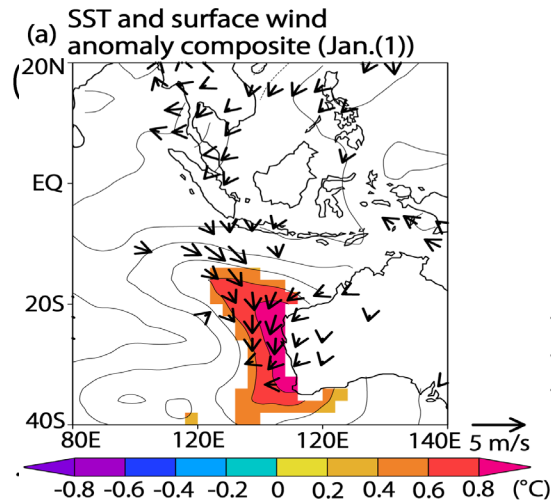 (a) SST and surface wind
anomaly composite (Jan.(1))
(
20N
EQ
20S
40S
80E 120E 120E 140E
5 m/s
-0.8 -0.6 -0.4 -0.2 0 0.2 0.4 0.6 0.8 (°C)